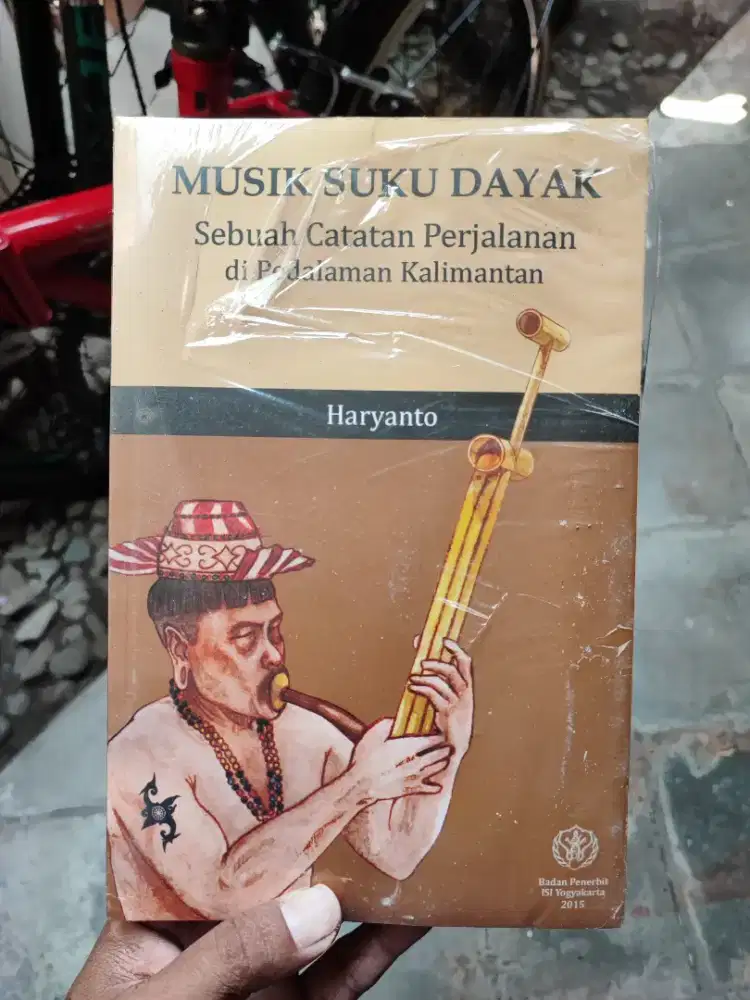 MUSIK SUKU DAYAK
Sebuah Catatan Perjalanan
di Pedalaman Kalimantan
Haryanto
Badan Penerbit
ISI Yogyakarta
2015